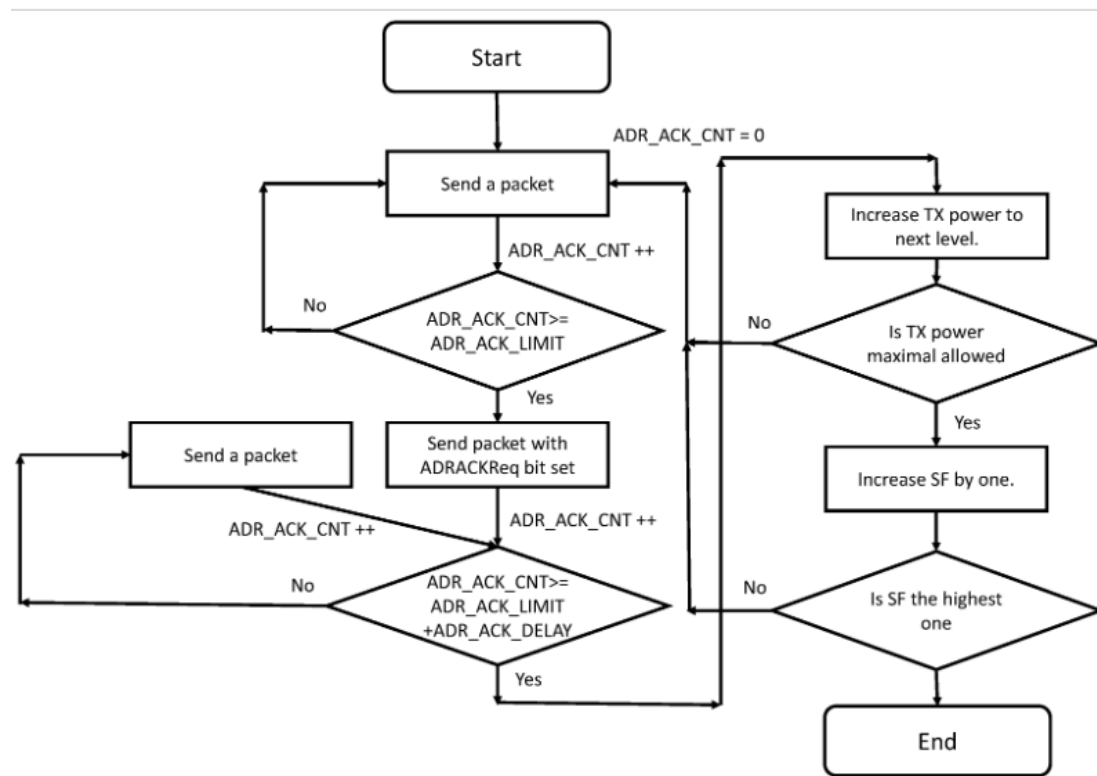 Start
ADR_ACK_CNT = 0
Send a packet
ADR_ACK_CNT ++
No
ADR_ACK_CNT>=
ADR_ACK_LIMIT
Yes
Send a packet
Send packet with
ADRACKReq bit set
ADR_ACK_CNT ++
ADR_ACK_CNT ++
No
ADR_ACK_CNT>=
ADR_ACK_LIMIT
+ADR_ACK_DELAY
Yes
Increase TX power to
next level.
No
Is TX power
maximal allowed
Yes
Increase SF by one.
No
Is SF the highest
one
End